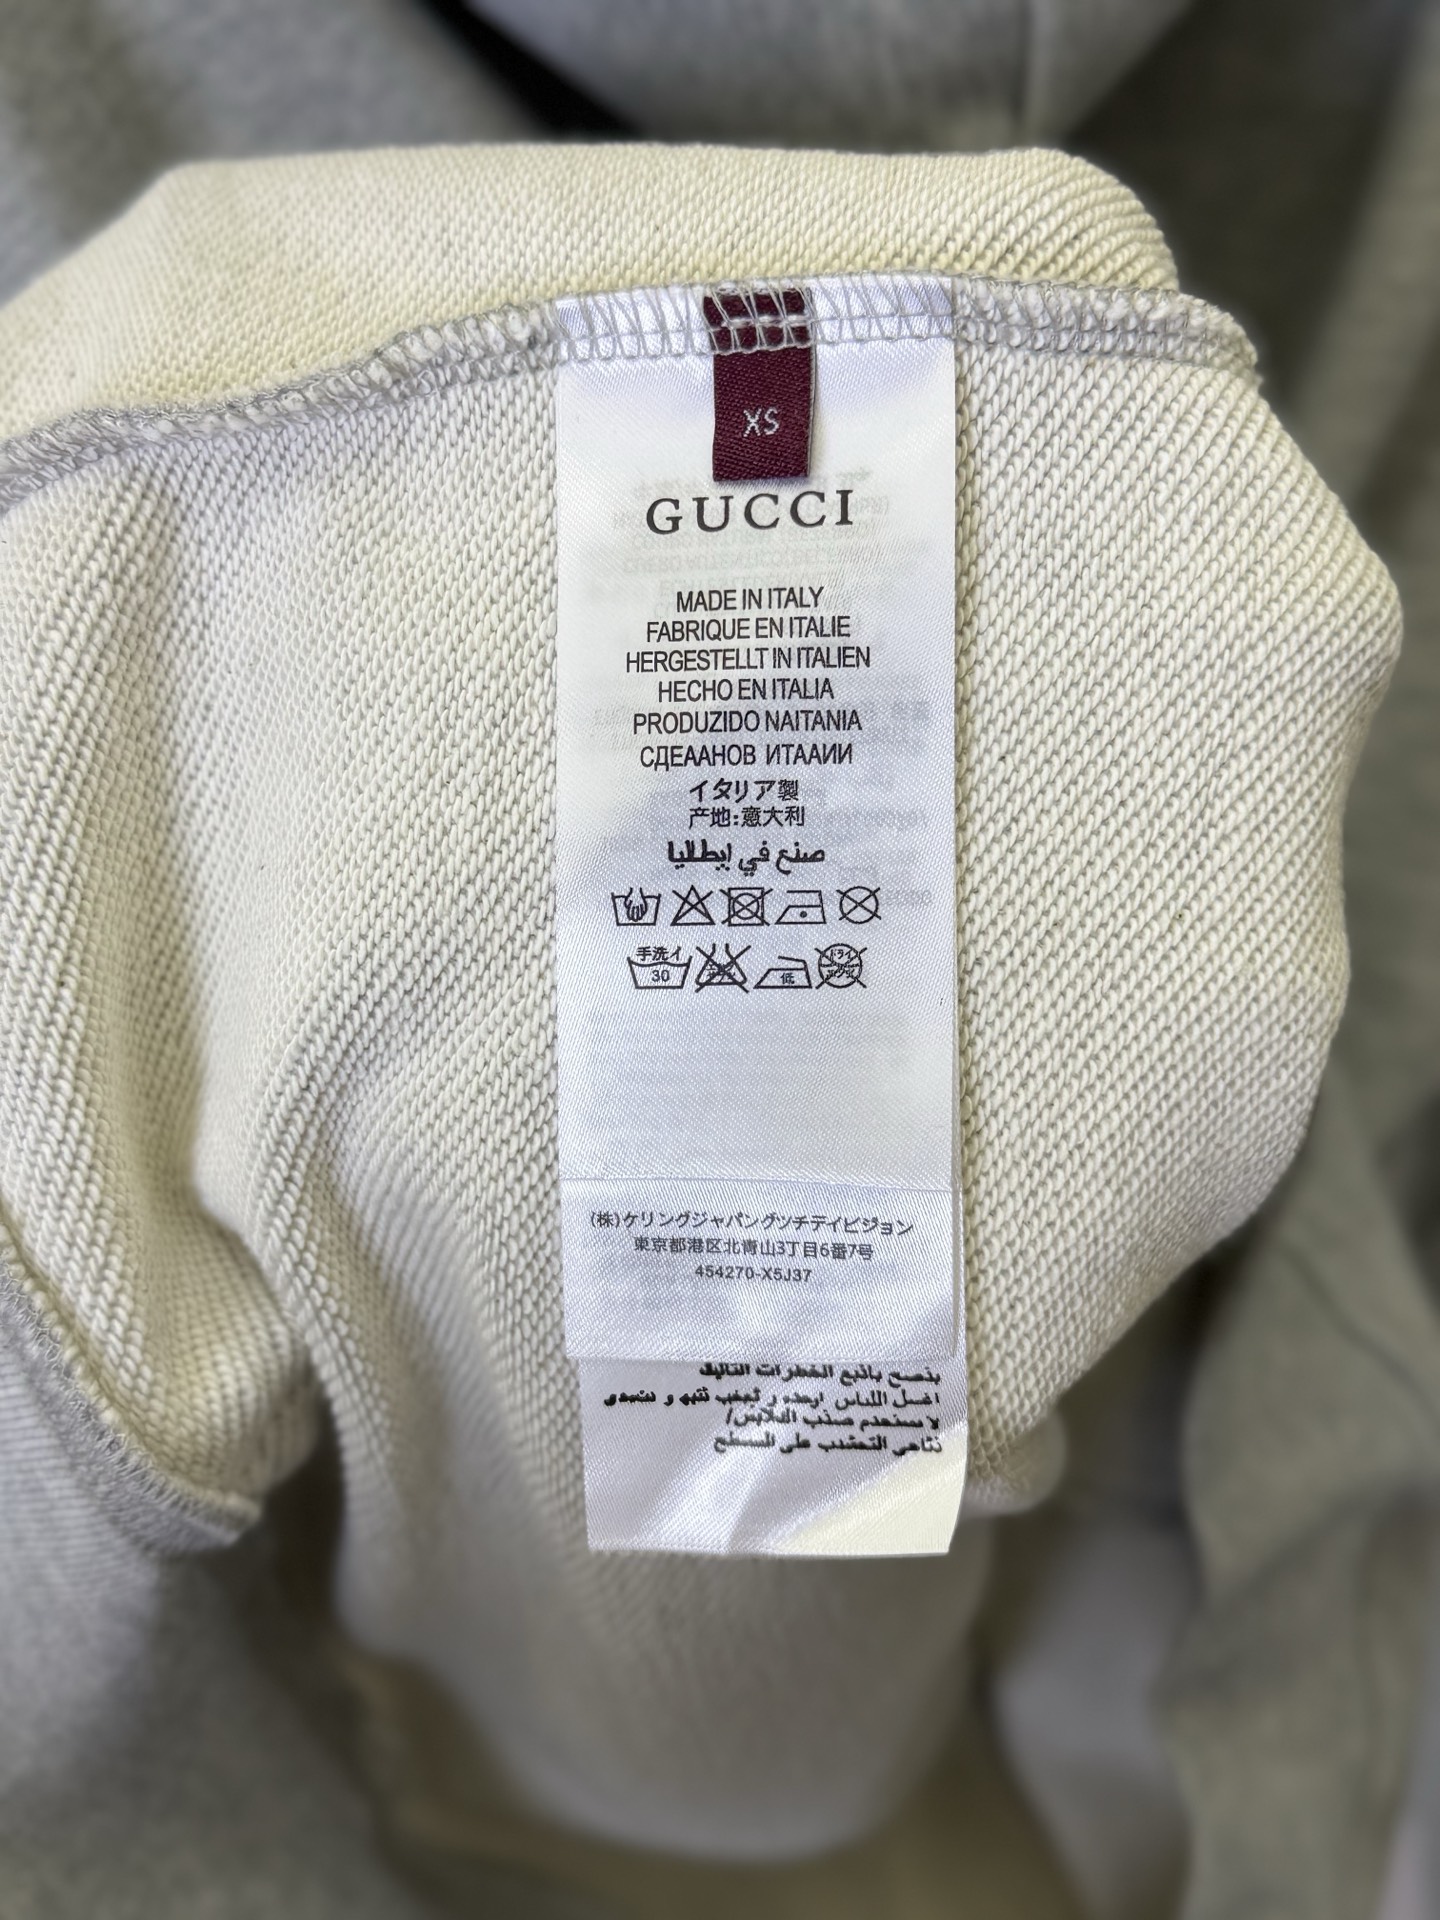 XS
GUCCI
MADE IN ITALY
FABRIQUE EN ITALIE
HERGESTELLT IN ITALIEN
HECHO EN ITALIA
PRODUZIDO NAITANIA
СДЕААНОВ ИТААИИ
イタリア製
产地:意大利
صنع في إيطاليا
手洗イ
30
低
(株)ケリングジャパングッチデイビジョン
東京都港区北青山3丁目6番7号
454270-X5J37